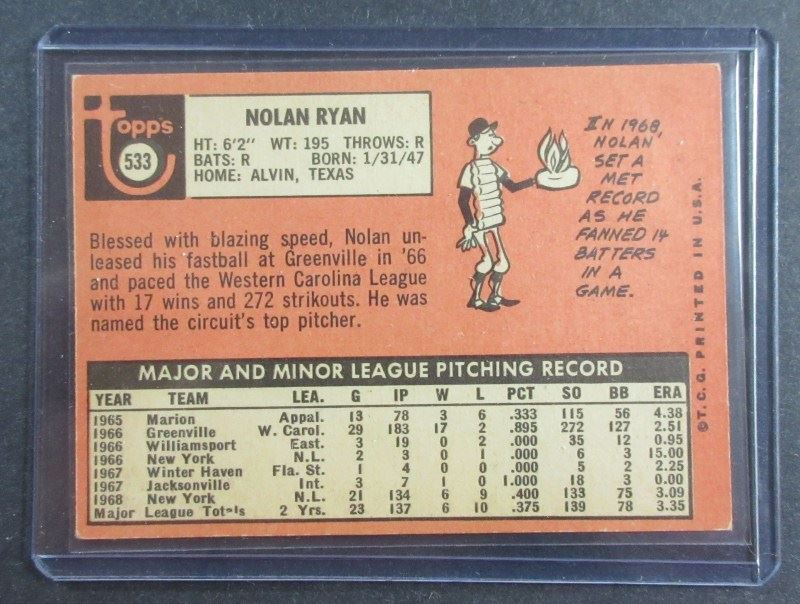 topps
533
NOLAN RYAN
HT: 6'2" WT: 195 THROWS: R
BATS: R BORN: 1/31/47
HOME: ALVIN, TEXAS
Blessed with blazing speed, Nolan un-
leased his fastball at Greenville in '66
and paced the Western Carolina League
with 17 wins and 272 strikouts. He was
named the circuit's top pitcher.
IN 1968,
NOLAN
SET A
MET
RECORD
AS HE
FANNED 14
BATTERS
IN A
GAME.
©T.C.G. PRINTED IN U.S.A.
MAJOR AND MINOR LEAGUE PITCHING RECORD
YEAR TEAM LEA. G IP W L PCT SO BB ERA
1965 Marion Appal. 13 78 3 6 .333 115 56 4.38
1966 Greenville W. Carol. 29 183 17 2 .895 272 127 2.51
1966 Williamsport East. 3 19 0 2 .000 35 12 0.95
1966 New York N.L. 2 3 0 1 .000 6 3 15.00
1967 Winter Haven Fla. St. 1 4 0 0 .000 5 2 2.25
1967 Jacksonville Int. 3 7 1 0 1.000 18 3 0.00
1968 New York N.L. 21 134 6 9 .400 133 75 3.09
Major League Totals 2 Yrs. 23 137 6 10 .375 139 78 3.35